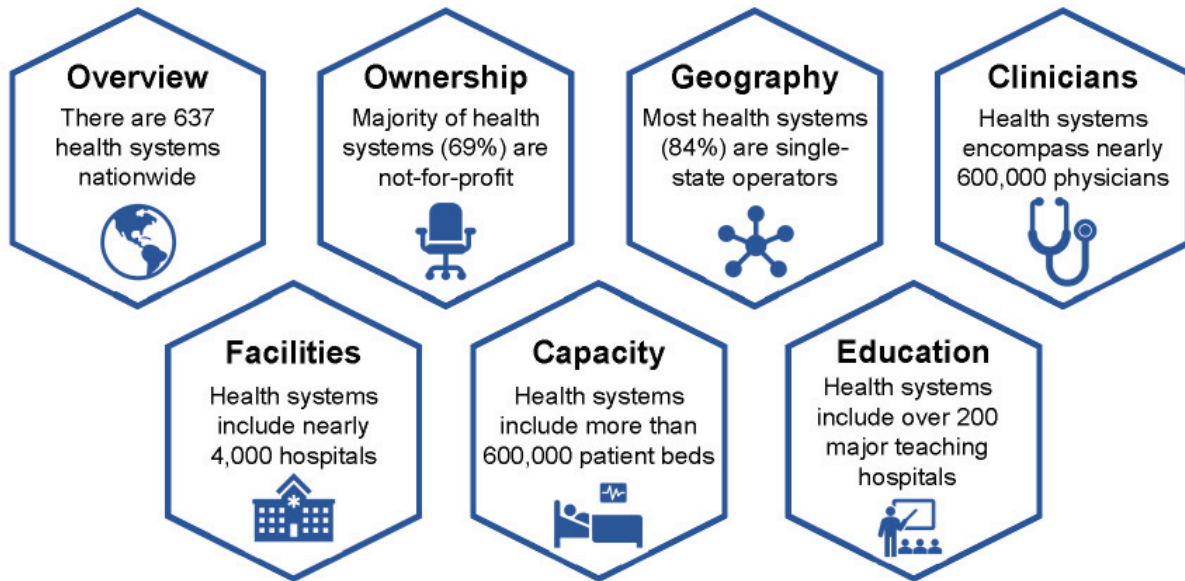 Overview
There are 637
health systems
nationwide
Ownership
Majority of health
systems (69%) are
not-for-profit
Geography
Most health systems
(84%) are single-
state operators
Clinicians
Health systems
encompass nearly
600,000 physicians
Facilities
Health systems
include nearly
4,000 hospitals
Capacity
Health systems
include more than
600,000 patient beds
Education
Health systems
include over 200
major teaching
hospitals